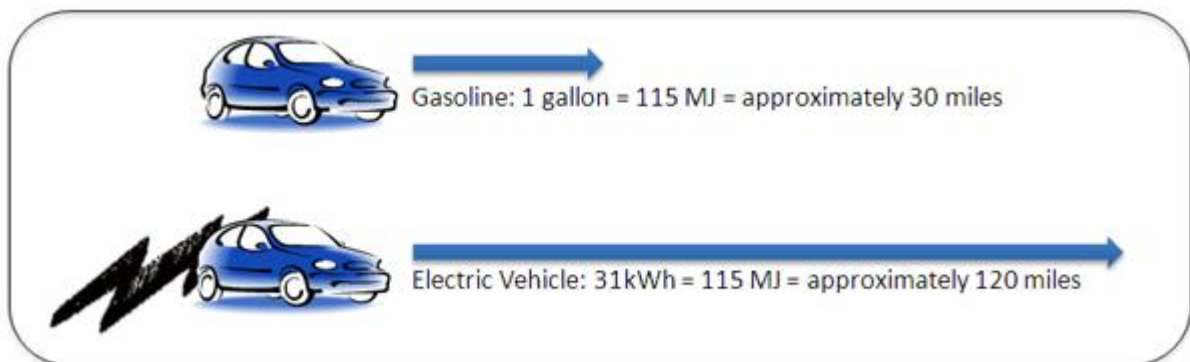 Gasoline: 1 gallon = 115 MJ = approximately 30 miles
Electric Vehicle: 31kWh = 115 MJ = approximately 120 miles